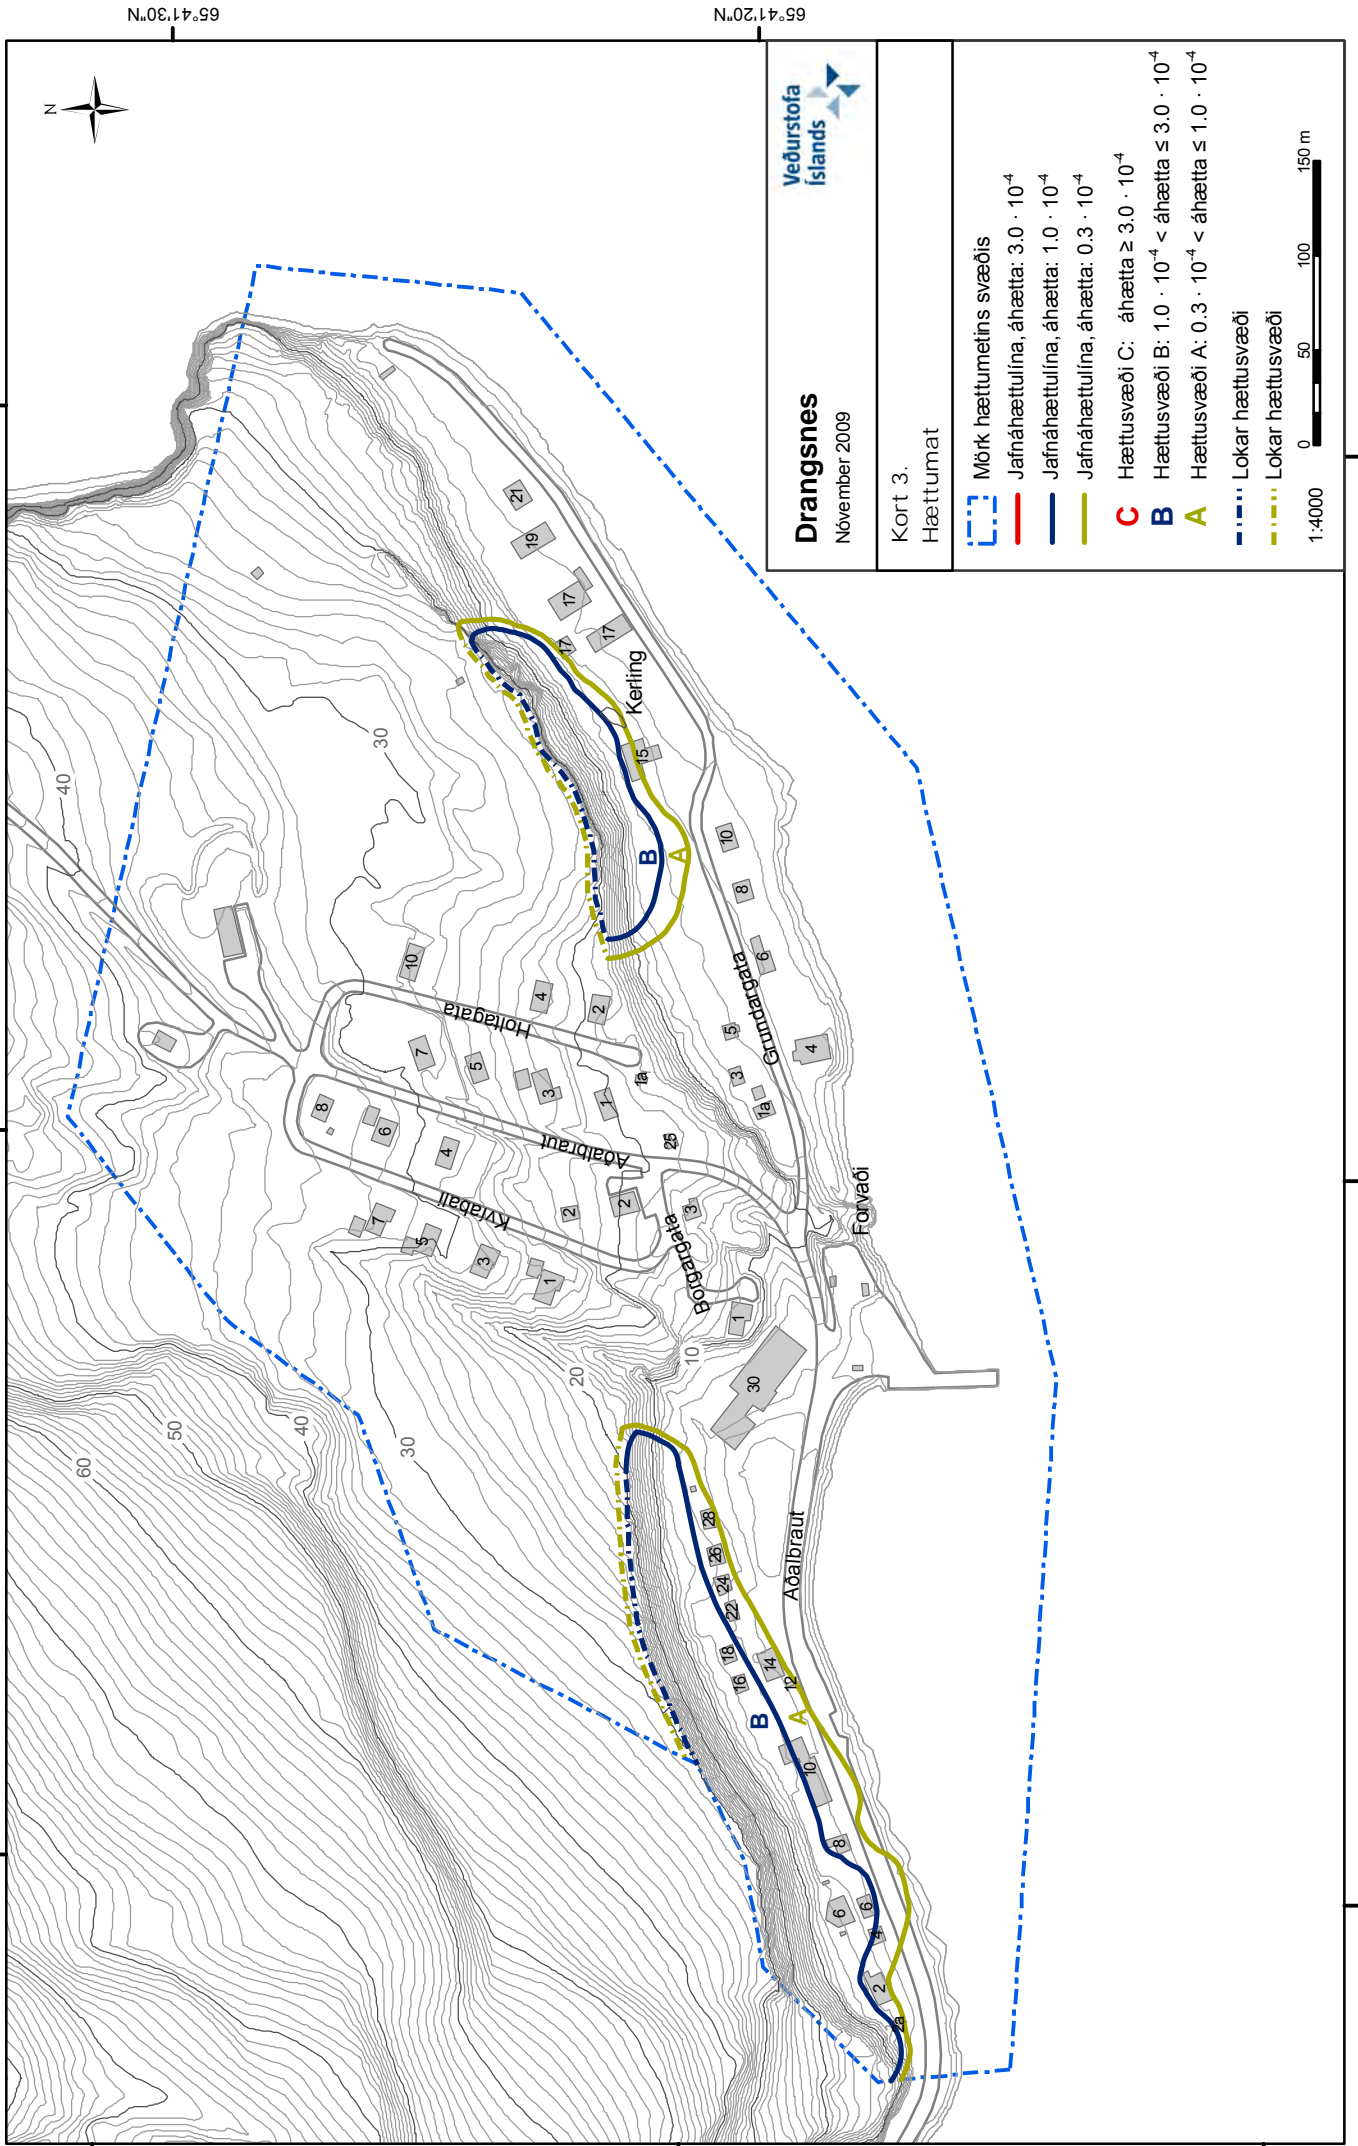 65°41'30"N
65°41'20"N
N
Drangsnes
Nóvember 2009
Veðurstofa
Íslands
Kort 3.
Hættumat
Mörk hættumetins svæðis
Jafnáhættulína, áhætta: 3.0 · 10⁻⁴
Jafnáhættulína, áhætta: 1.0 · 10⁻⁴
Jafnáhættulína, áhætta: 0.3 · 10⁻⁴
C Hættusvæði C: áhætta ≥ 3.0 · 10⁻⁴
B Hættusvæði B: 1.0 · 10⁻⁴ < áhætta ≤ 3.0 · 10⁻⁴
A Hættusvæði A: 0.3 · 10⁻⁴ < áhætta ≤ 1.0 · 10⁻⁴
Lokar hættusvæði
Lokar hættusvæði
1:4000
0 50 100 150 m
60
50
40
30
20
10
40
30
Kvíabali
7
5
3
1
8
6
4
2
Aðalbraut
2
25
7
5
3
1
1a
Holtagata
10
4
2
Borgargata
3
1
Grundargata
1a
3
5
4
6
8
10
15
17
17
17
19
21
Kerling
Forvaði
B
A
Aðalbraut
30
28
26
24
22
18
16
14
12
10
8
6
6
4
2
2a
B
A